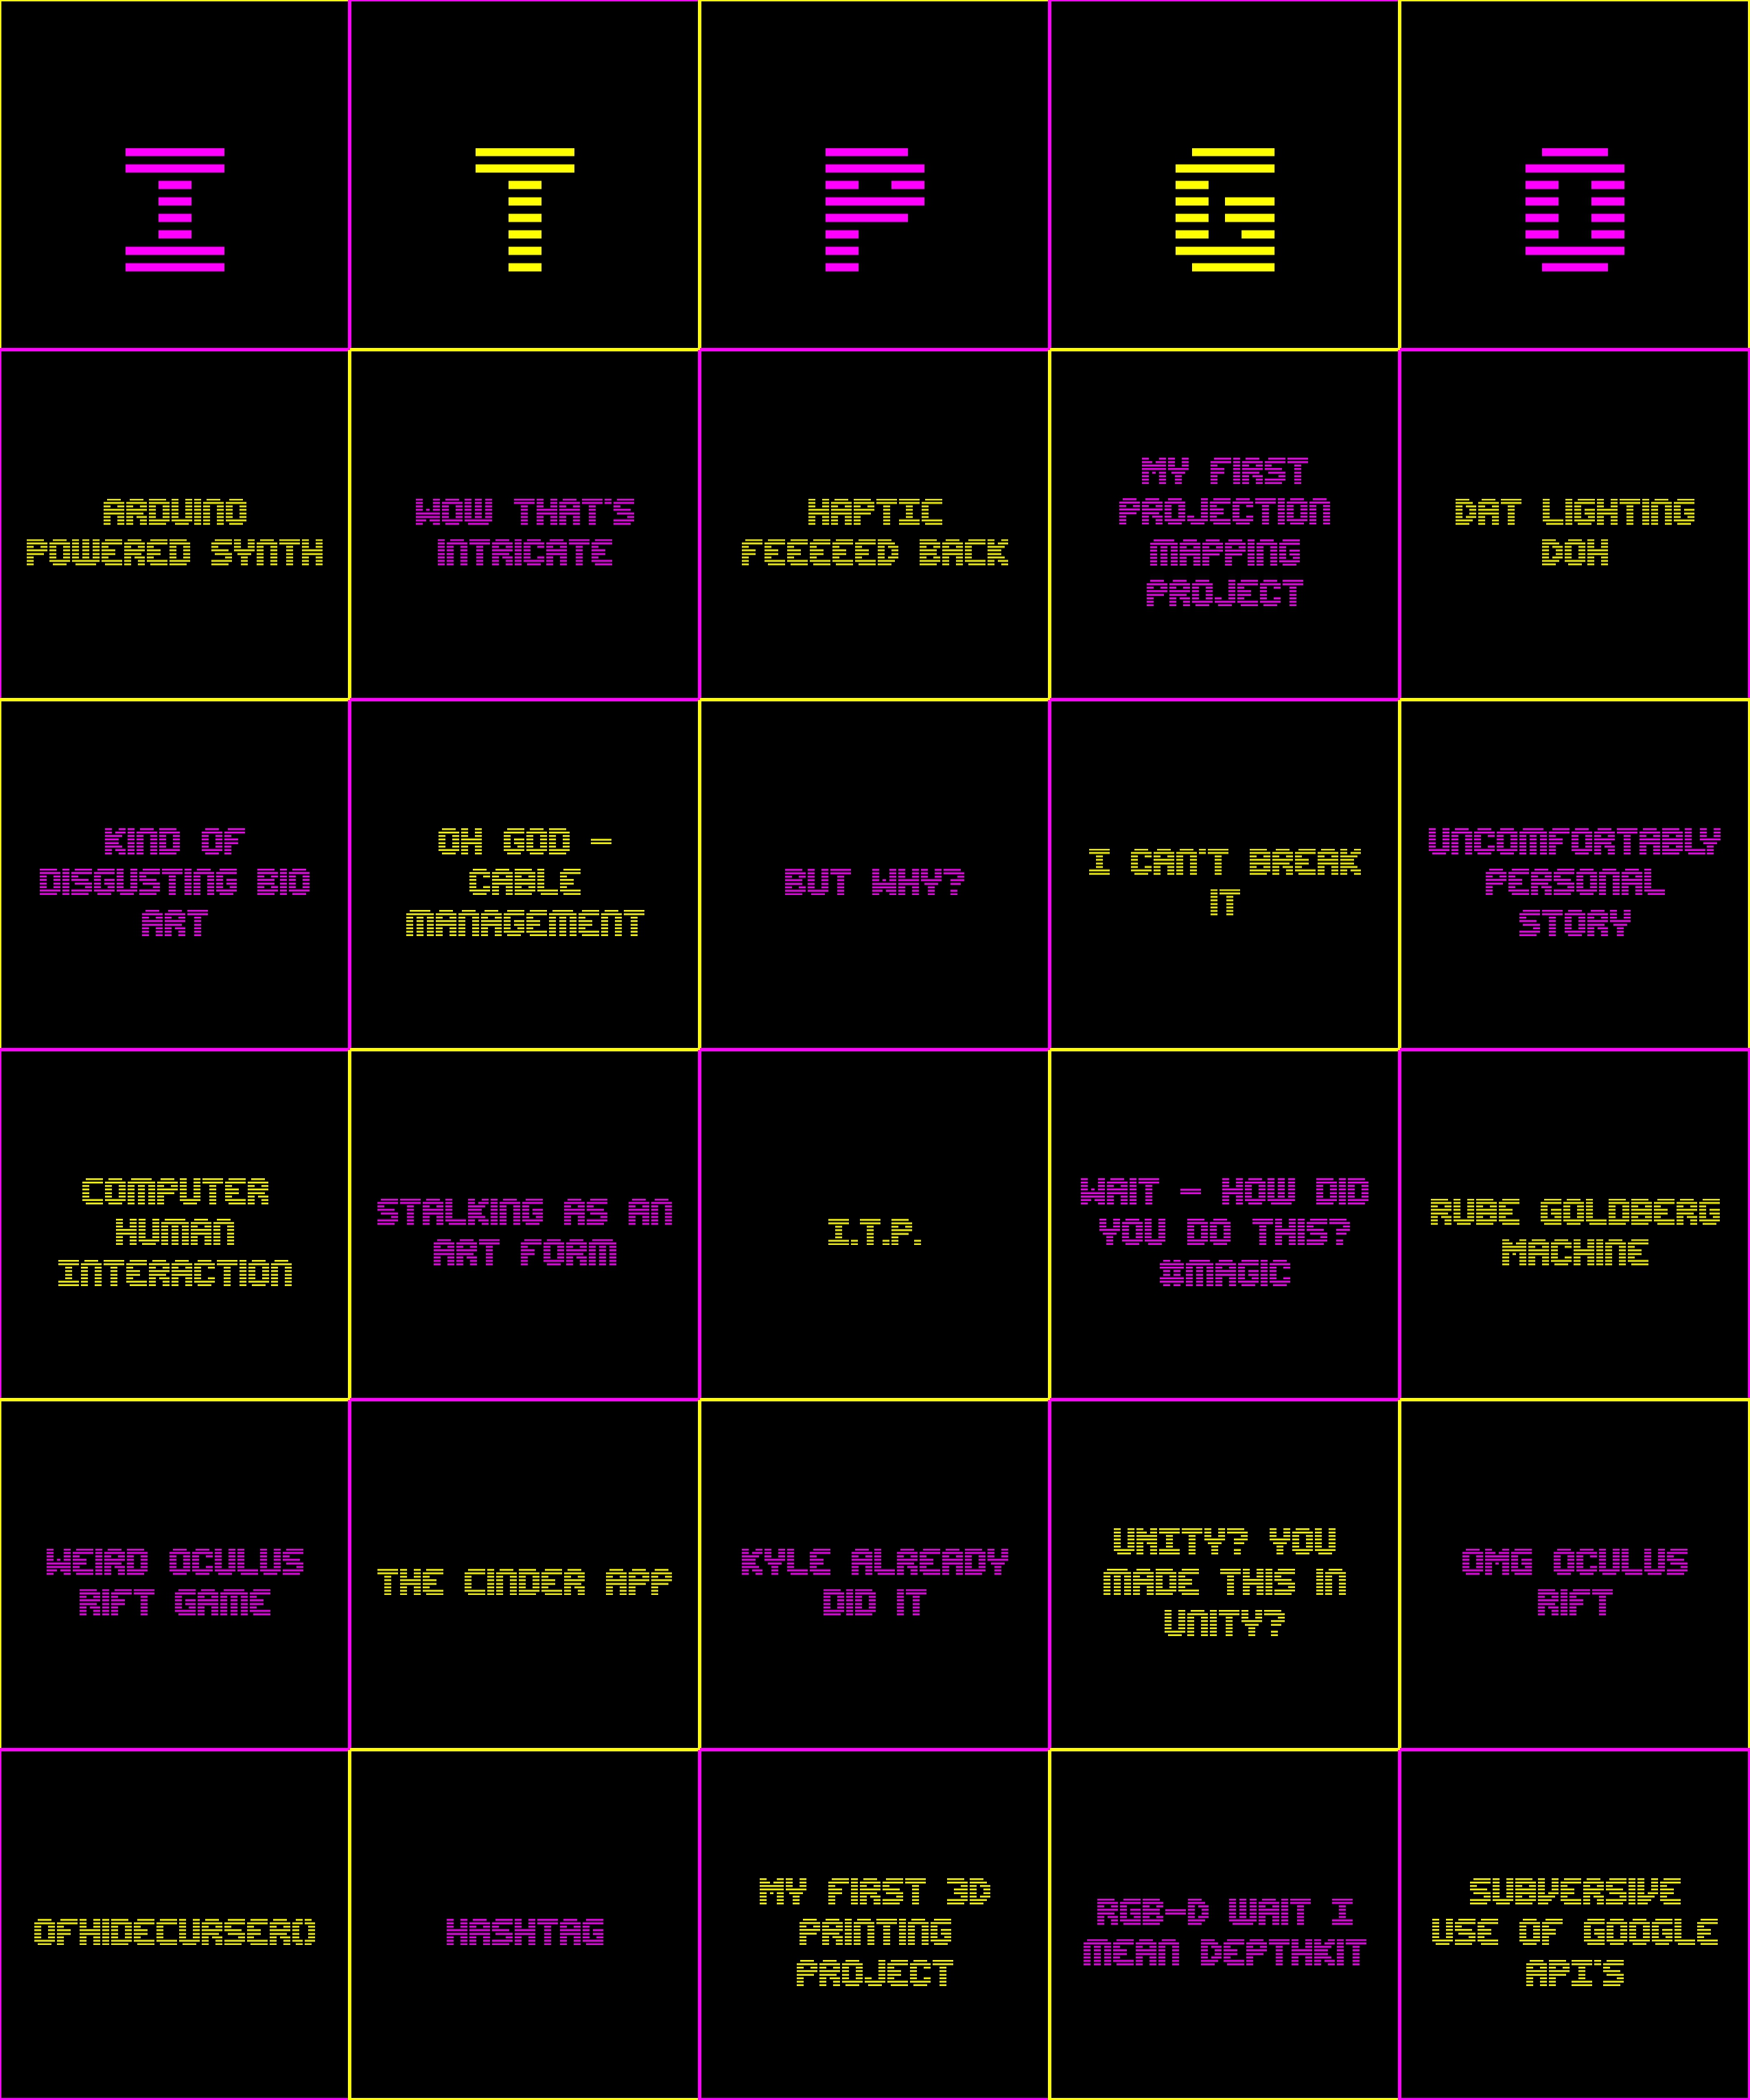 I T P G O
ARDUINO
POWERED SYNTH
WOW THAT'S
INTRICATE
HAPTIC
FEEEEED BACK
MY FIRST
PROJECTION
MAPPING
PROJECT
DAT LIGHTING
DOH
KIND OF
DISGUSTING BIO
ART
OH GOD -
CABLE
MANAGEMENT
BUT WHY?
I CAN'T BREAK
IT
UNCOMFORTABLY
PERSONAL
STORY
COMPUTER
HUMAN
INTERACTION
STALKING AS AN
ART FORM
I.T.P.
WAIT - HOW DID
YOU DO THIS?
#MAGIC
RUBE GOLDBERG
MACHINE
WEIRD OCULUS
RIFT GAME
THE CINDER APP
KYLE ALREADY
DID IT
UNITY? YOU
MADE THIS IN
UNITY?
OMG OCULUS
RIFT
OFHIDECURSERO
HASHTAG
MY FIRST 3D
PRINTING
PROJECT
RGB-D WAIT I
MEAN DEPTHKIT
SUBVERSIVE
USE OF GOOGLE
API'S